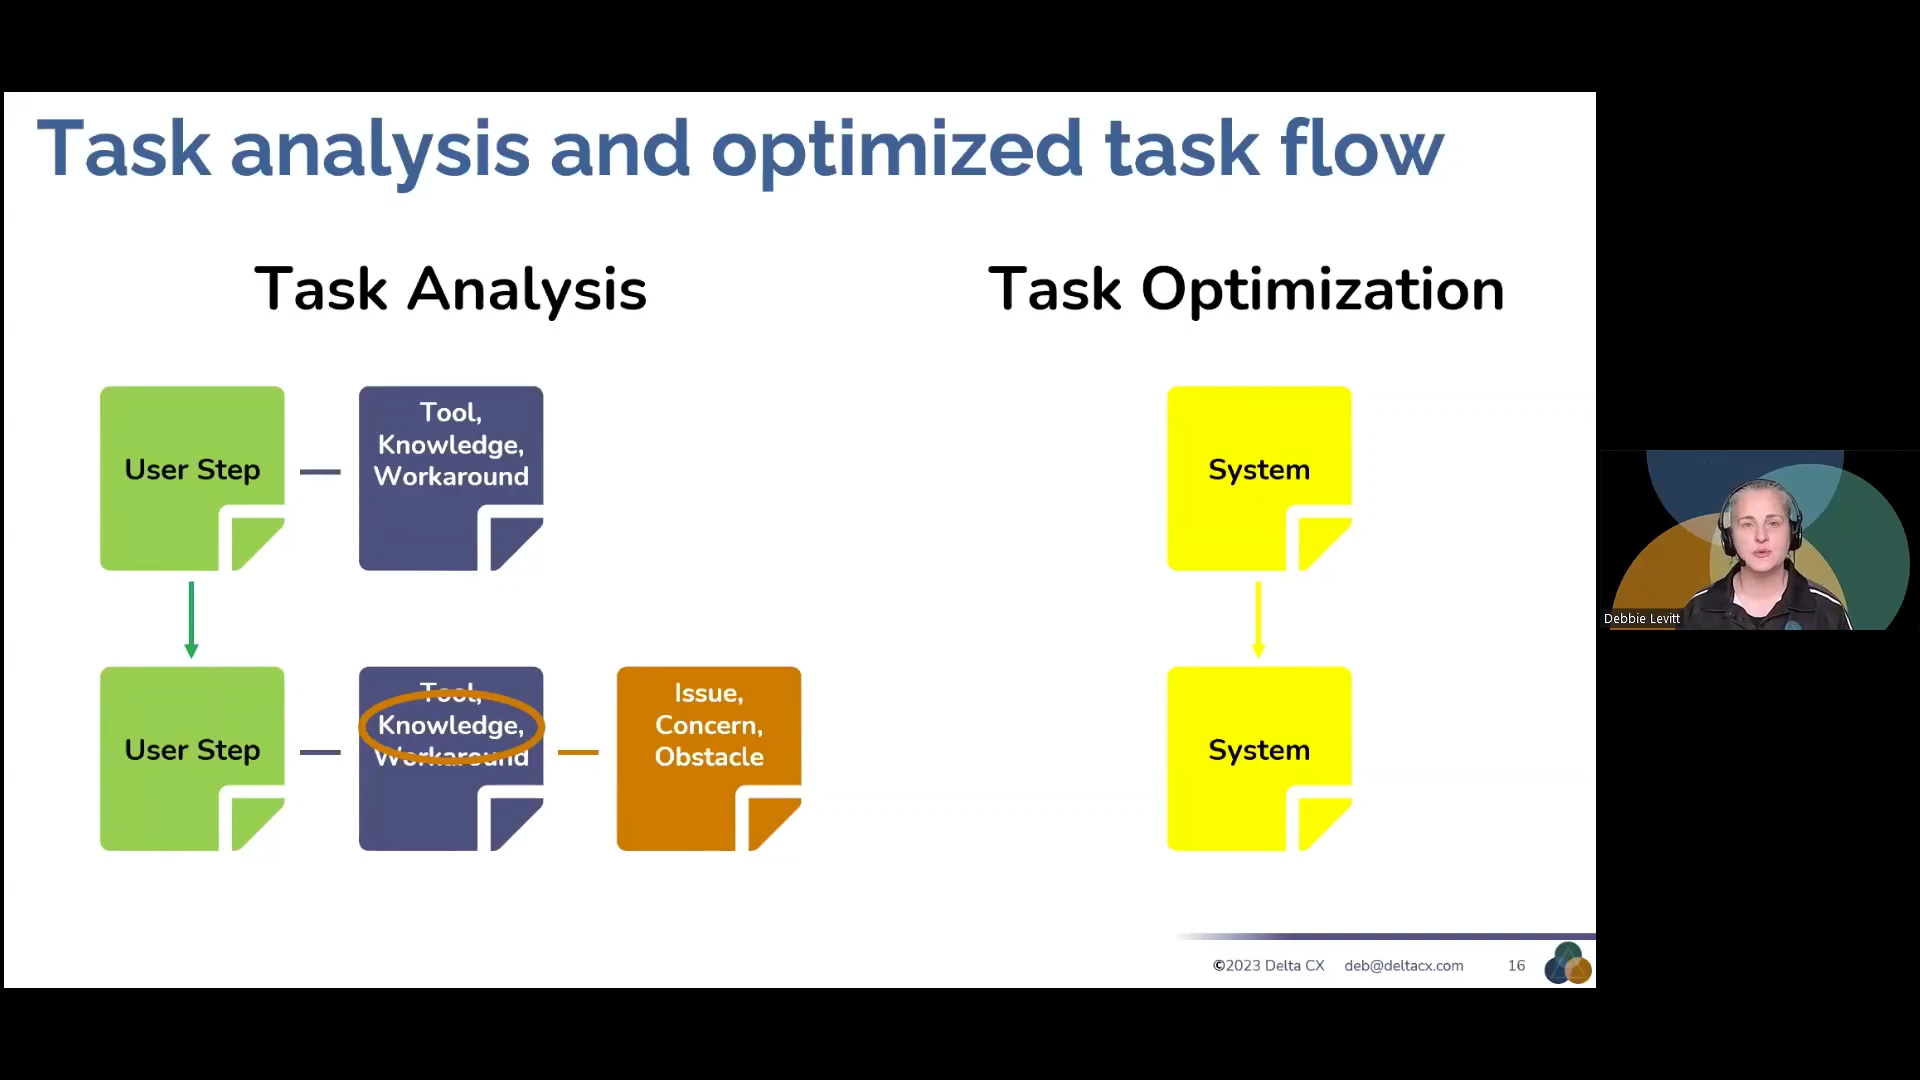 Task analysis and optimized task flow
Task Analysis
Task Optimization
User Step
Tool,
Knowledge,
Workaround
System
User Step
Tool,
Knowledge,
Workaround
Issue,
Concern,
Obstacle
System
Debbie Levitt
©2023 Delta CX deb@deltacx.com 16